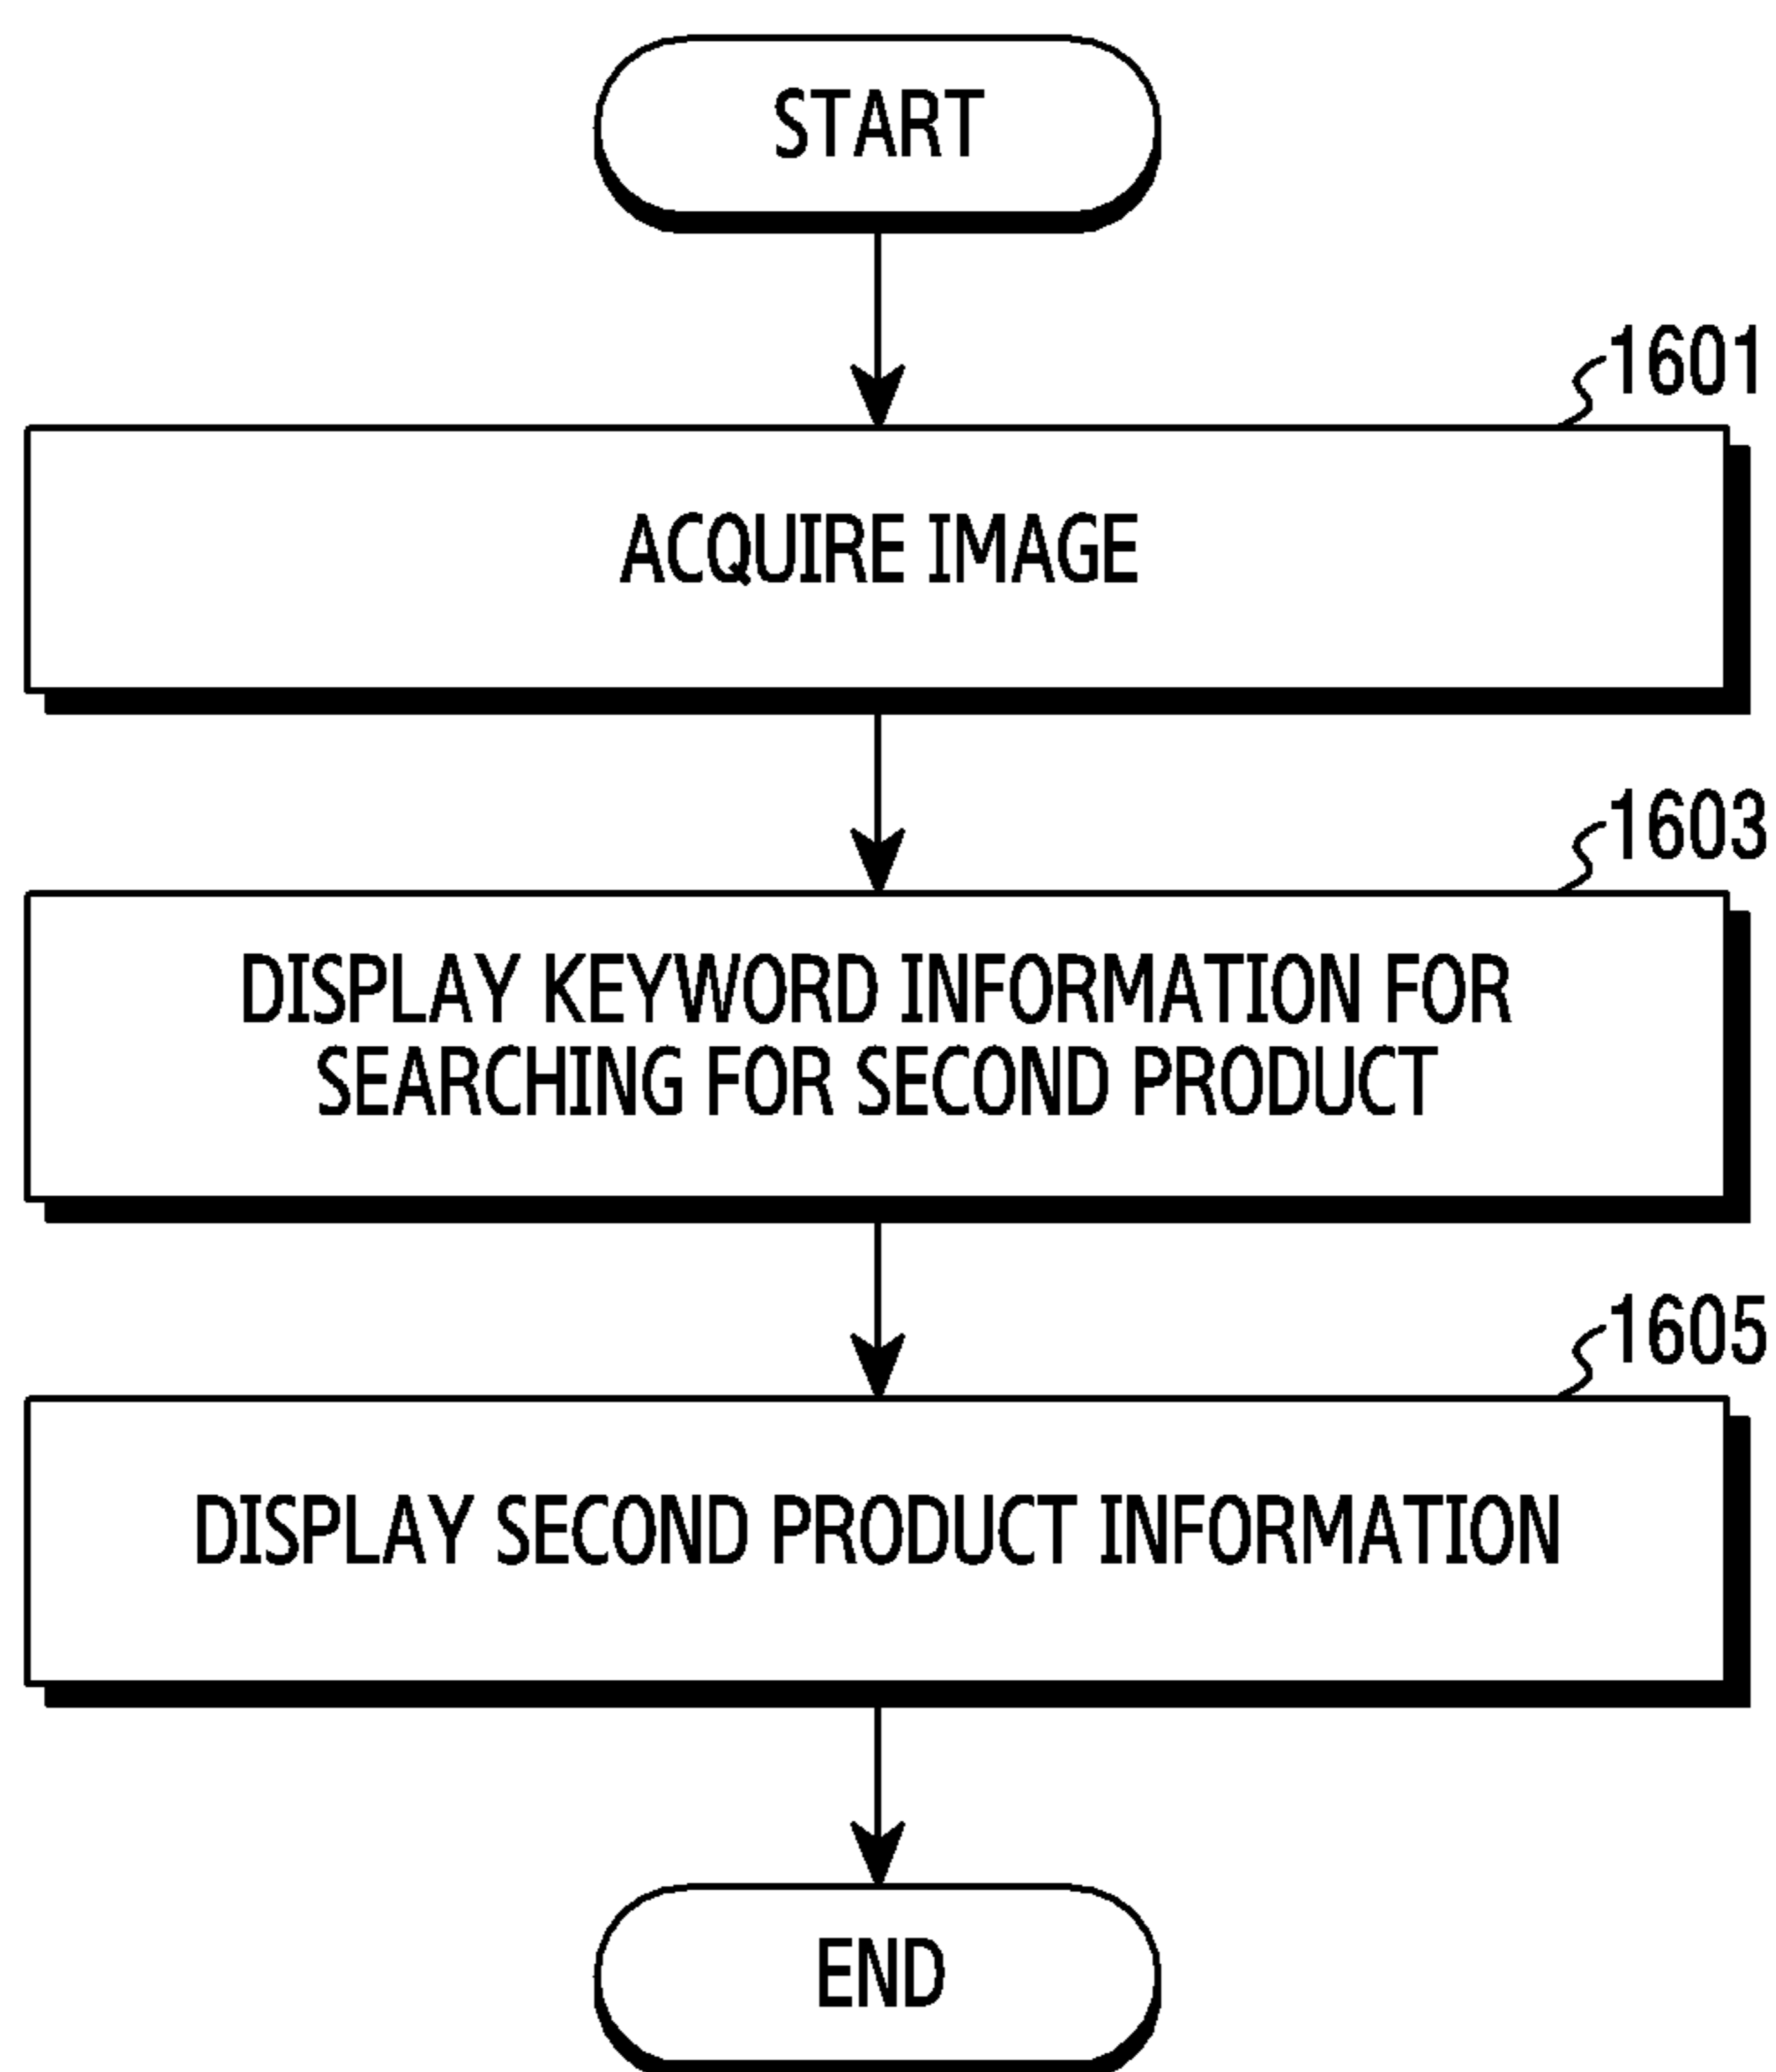 START
1601
ACQUIRE IMAGE
1603
DISPLAY KEYWORD INFORMATION FOR
SEARCHING FOR SECOND PRODUCT
1605
DISPLAY SECOND PRODUCT INFORMATION
END